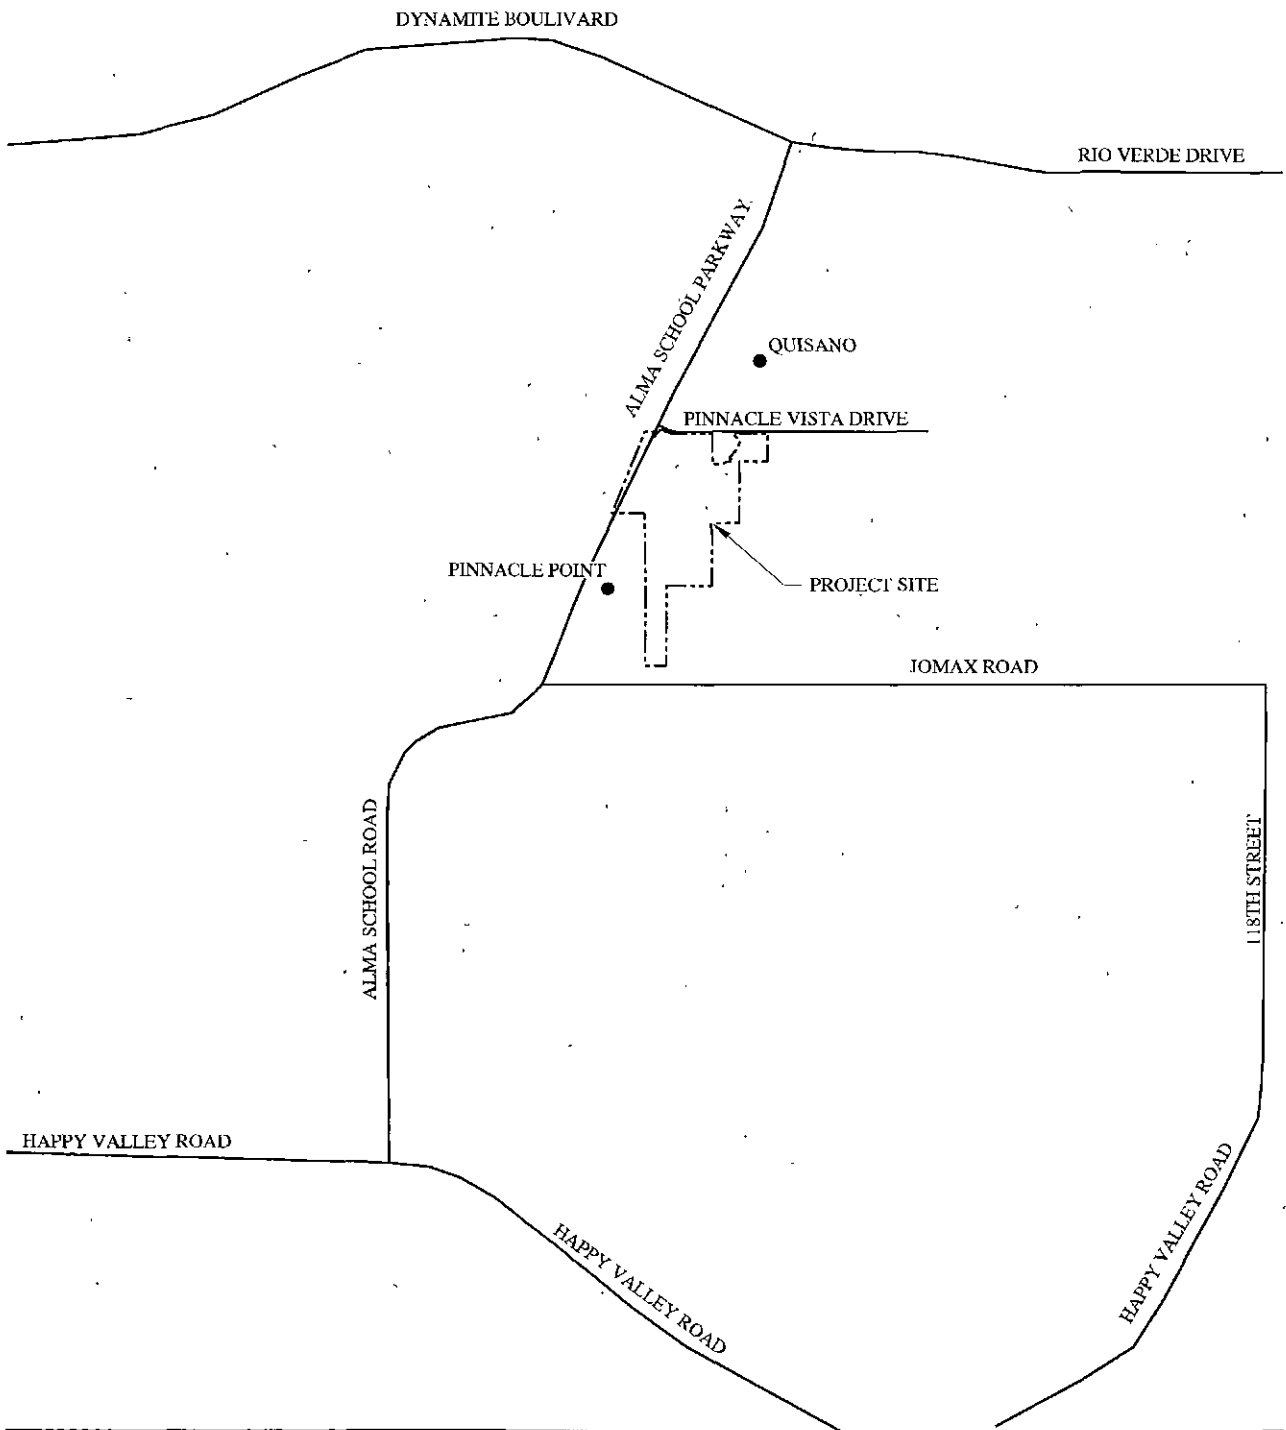 DYNAMITE BOULIVARD
RIO VERDE DRIVE
ALMA SCHOOL PARKWAY
QUISANO
PINNACLE VISTA DRIVE
PINNACLE POINT
PROJECT SITE
JOMAX ROAD
ALMA SCHOOL ROAD
118TH STREET
HAPPY VALLEY ROAD
HAPPY VALLEY ROAD
HAPPY VALLEY ROAD